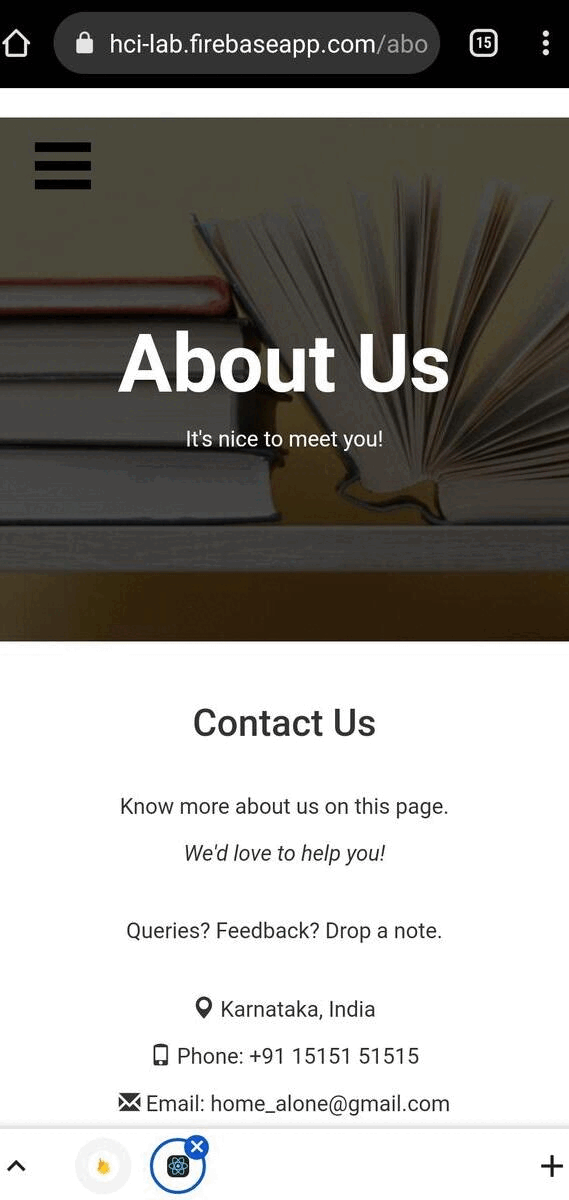 hci-lab.firebaseapp.com/abo
15
About Us
It's nice to meet you!
Contact Us
Know more about us on this page.
We'd love to help you!
Queries? Feedback? Drop a note.
Karnataka, India
Phone: +91 15151 51515
Email: home_alone@gmail.com